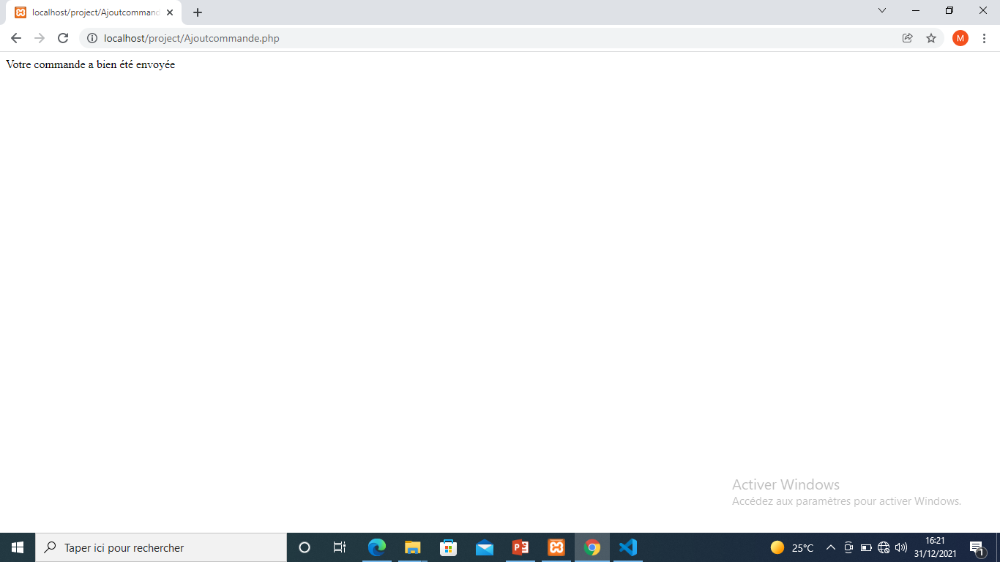 localhost/project/Ajoutcommand
localhost/project/Ajoutcommande.php
M
Votre commande a bien été envoyée
Activer Windows
Accédez aux paramètres pour activer Windows.
Taper ici pour rechercher
25°C
16:21
31/12/2021
1